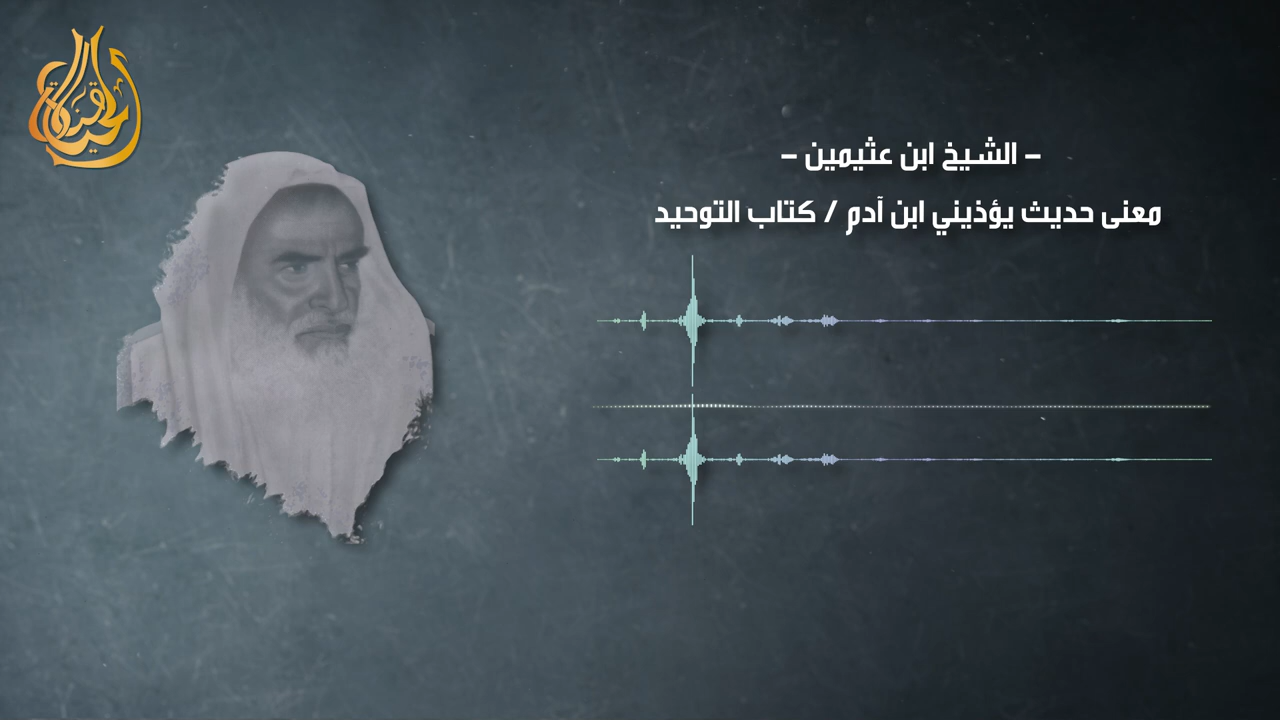 – الشيخ ابن عثيمين –
معنى حديث يؤذيني ابن آدم / كتاب التوحيد